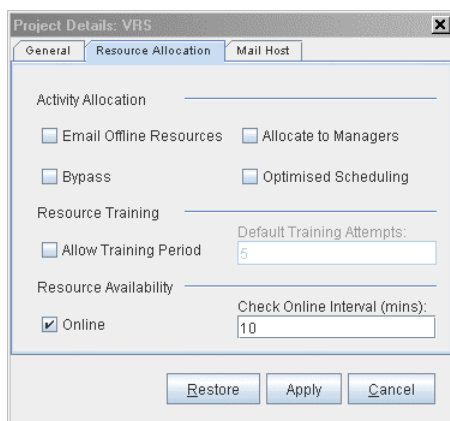 Project Details: VRS
General Resource Allocation Mail Host
Activity Allocation
Email Offline Resources Allocate to Managers
Bypass Optimised Scheduling
Resource Training
Default Training Attempts:
Allow Training Period 5
Resource Availability
Check Online Interval (mins):
Online 10
Restore Apply Cancel